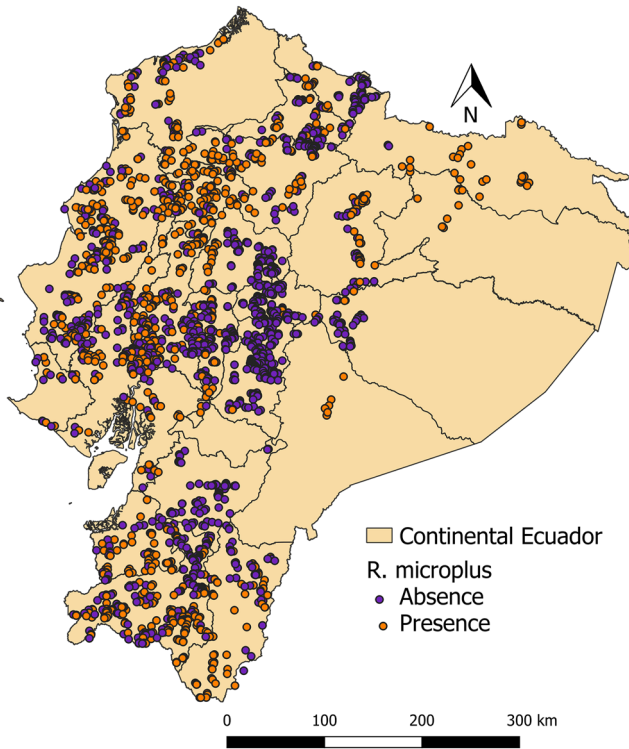 N
Continental Ecuador
R. microplus
Absence
Presence
0 100 200 300 km